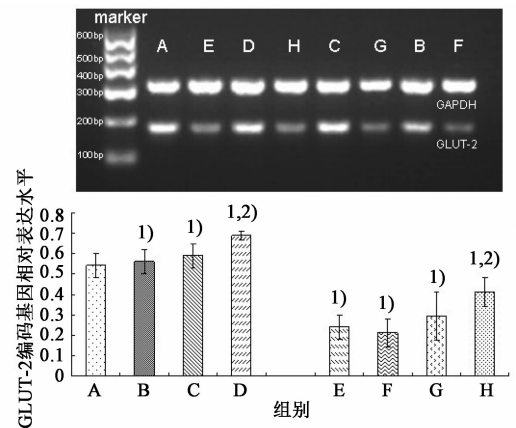 marker
600bp
500bp
400bp
300bp
200bp
100bp
A E D H C G B F
GAPDH
GLUT-2
GLUT-2编码基因相对表达水平
0.8
0.7
0.6
0.5
0.4
0.3
0.2
0.1
0
1) 1) 1,2) 1) 1) 1) 1,2)
A B C D E F G H
组别